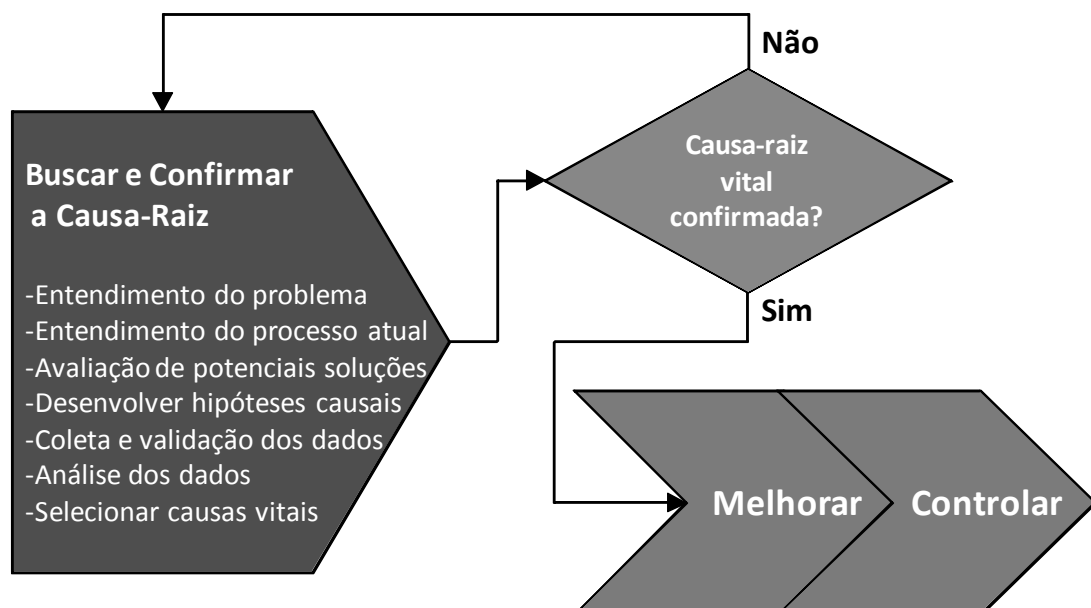 Não
Causa-raiz
vital
confirmada?
Buscar e Confirmar
a Causa-Raiz
-Entendimento do problema
-Entendimento do processo atual
-Avaliação de potenciais soluções
-Desenvolver hipóteses causais
-Coleta e validação dos dados
-Análise dos dados
-Selecionar causas vitais
Sim
Melhorar
Controlar